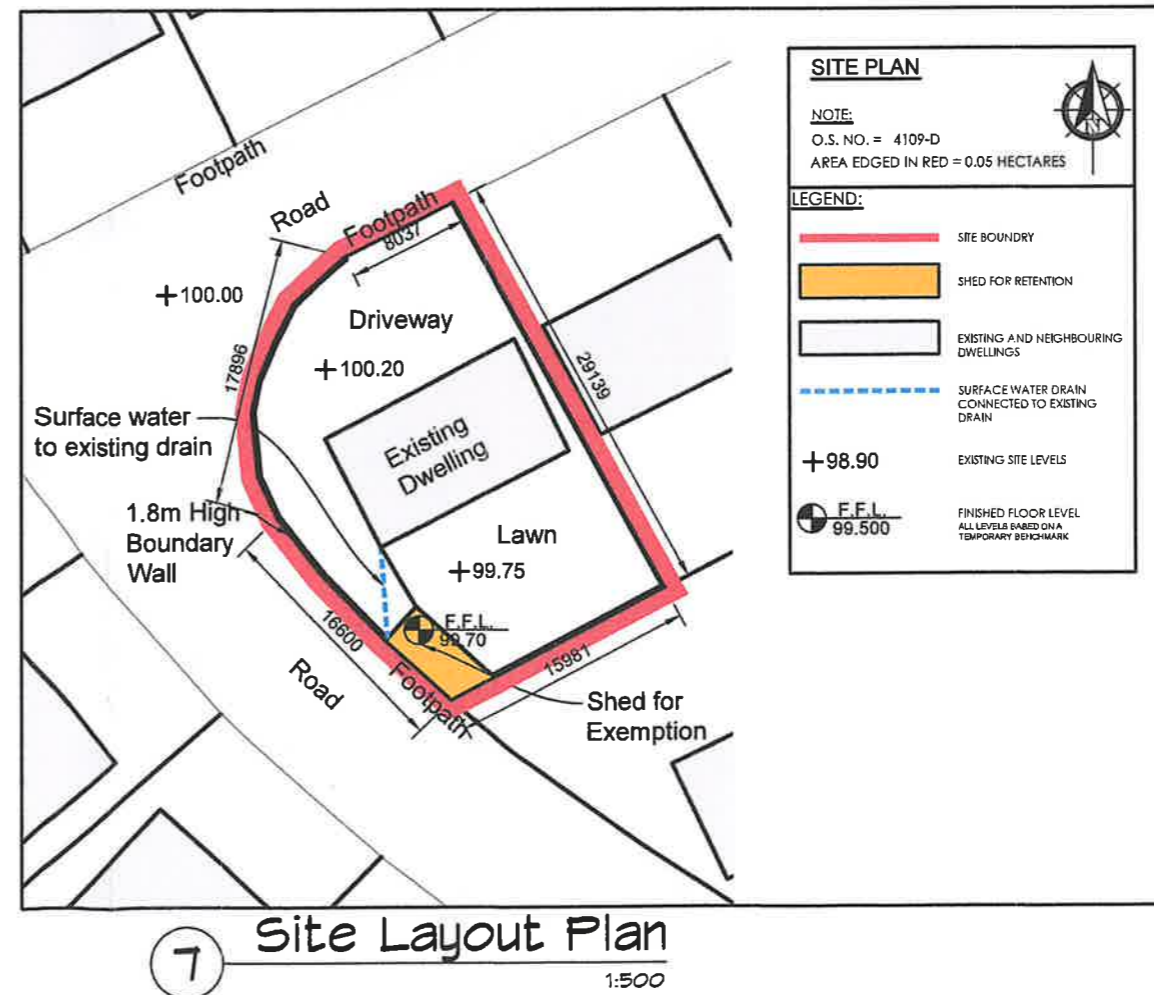 Footpath
Road
Footpath
8037
+100.00
Driveway
17896
+100.20
29139
Surface water
to existing drain
Existing
Dwelling
1.8m High
Boundary
Wall
Lawn
+99.75
F.F.L.
99.70
16600
15981
Road
Footpath
Shed for
Exemption
SITE PLAN
NOTE:
O.S. NO. = 4109-D
AREA EDGED IN RED = 0.05 HECTARES
N
LEGEND:
SITE BOUNDRY
SHED FOR RETENTION
EXISTING AND NEIGHBOURING
DWELLINGS
SURFACE WATER DRAIN
CONNECTED TO EXISTING
DRAIN
+98.90
EXISTING SITE LEVELS
F.F.L.
99.500
FINISHED FLOOR LEVEL
ALL LEVELS BASED ON A
TEMPORARY BENCHMARK
7
Site Layout Plan
1:500